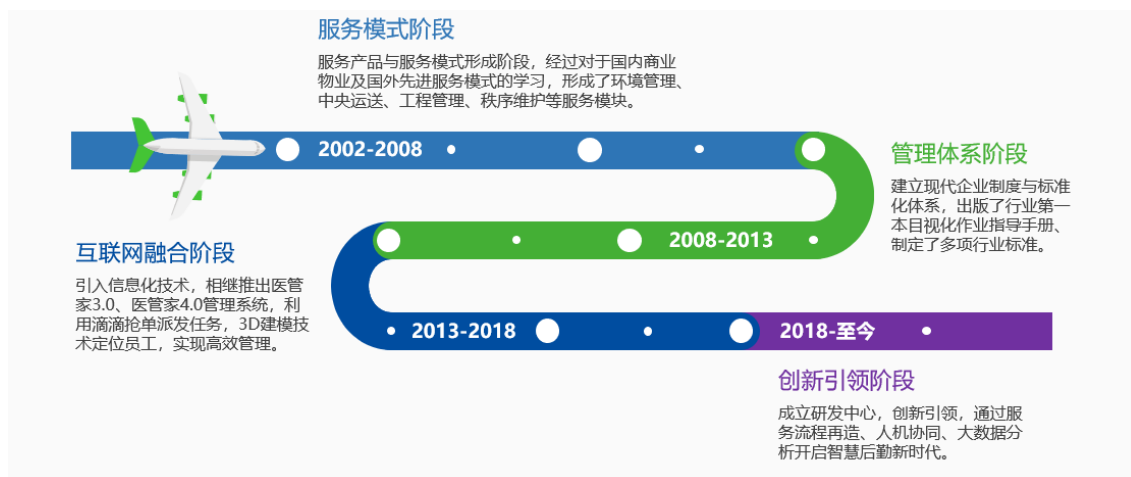 服务模式阶段
服务产品与服务模式形成阶段，经过对于国内商业
物业及国外先进服务模式的学习，形成了环境管理、
中央运送、工程管理、秩序维护等服务模块。
2002-2008
管理体系阶段
建立现代企业制度与标准
化体系，出版了行业第一
本目视化作业指导手册、
制定了多项行业标准。
2008-2013
互联网融合阶段
引入信息化技术，相继推出医管
家3.0、医管家4.0管理系统，利
用滴滴抢单派发任务，3D建模技
术定位员工，实现高效管理。
2013-2018
2018-至今
创新引领阶段
成立研发中心，创新引领，通过服
务流程再造、人机协同、大数据分
析开启智慧后勤新时代。